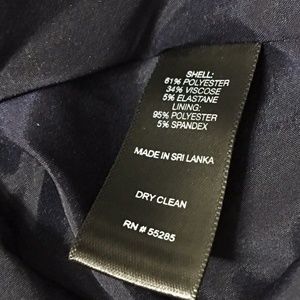 SHELL:
61% POLYESTER
34% VISCOSE
5% ELASTANE
LINING:
95% POLYESTER
5% SPANDEX
MADE IN SRI LANKA
DRY CLEAN
RN # 55285